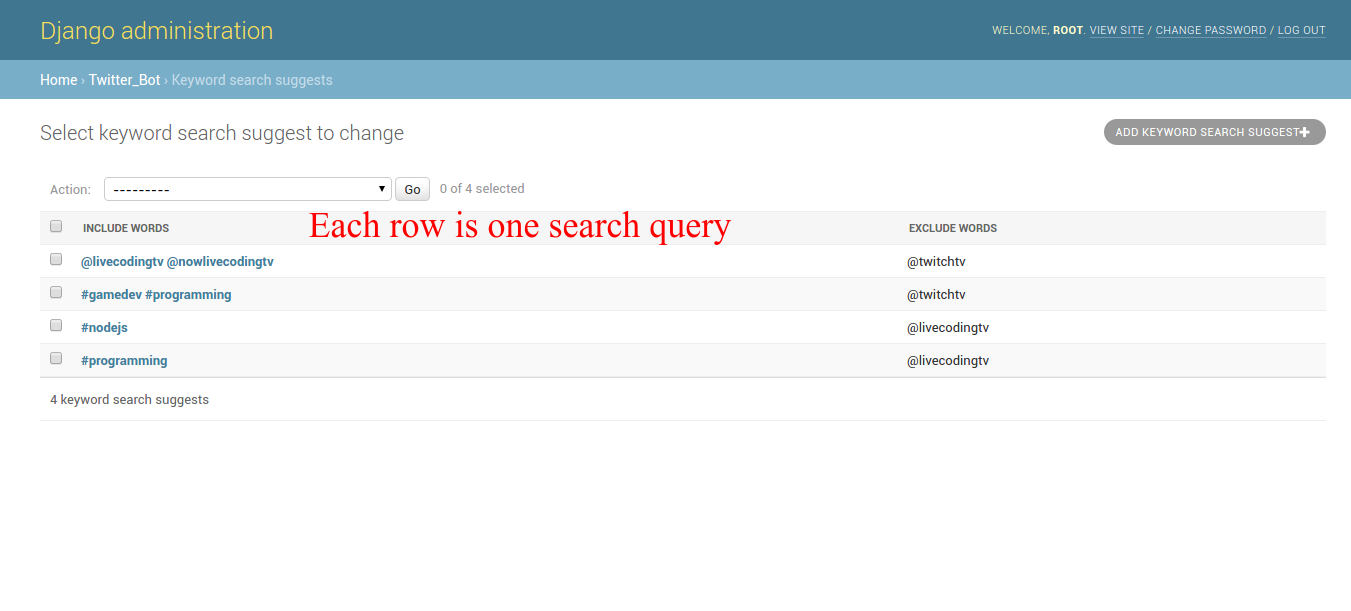 Django administration
WELCOME, ROOT. VIEW SITE / CHANGE PASSWORD / LOG OUT
Home › Twitter_Bot › Keyword search suggests
Select keyword search suggest to change
ADD KEYWORD SEARCH SUGGEST+
Action: --------- Go 0 of 4 selected
Each row is one search query
INCLUDE WORDS EXCLUDE WORDS
@livecodingtv @nowlivecodingtv @twitchtv
#gamedev #programming @twitchtv
#nodejs @livecodingtv
#programming @livecodingtv
4 keyword search suggests